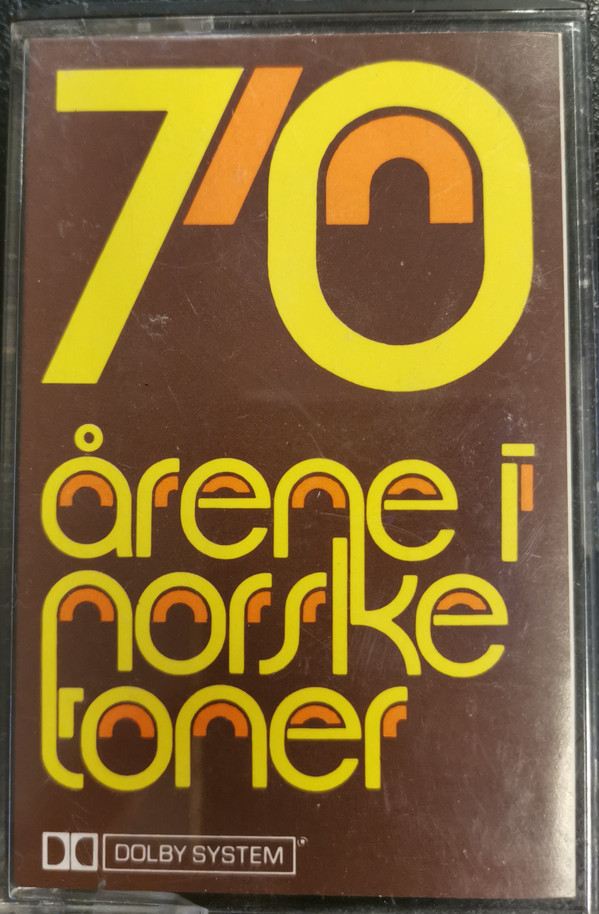 70
årene i
norske
toner
DOLBY SYSTEM